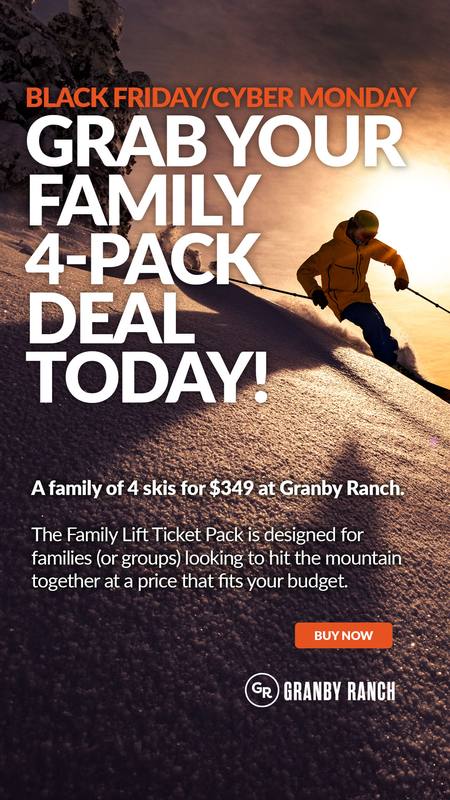 BLACK FRIDAY/CYBER MONDAY
GRAB YOUR
FAMILY
4-PACK
DEAL
TODAY!
A family of 4 skis for $349 at Granby Ranch.
The Family Lift Ticket Pack is designed for
families (or groups) looking to hit the mountain
together at a price that fits your budget.
BUY NOW
GR GRANBY RANCH